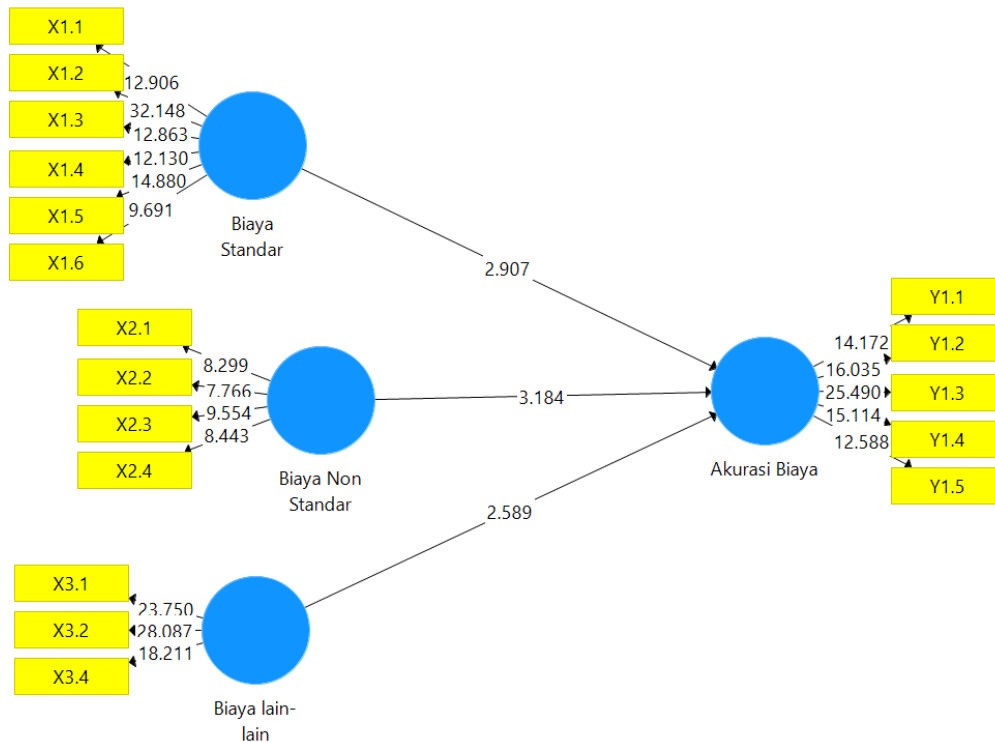 X1.1
X1.2
X1.3
X1.4
X1.5
X1.6
12.906
32.148
12.863
12.130
14.880
9.691
Biaya
Standar
2.907
X2.1
X2.2
X2.3
X2.4
8.299
7.766
9.554
8.443
Biaya Non
Standar
3.184
X3.1
X3.2
X3.4
23.750
28.087
18.211
Biaya lain-
lain
2.589
Akurasi Biaya
14.172
16.035
25.490
15.114
12.588
Y1.1
Y1.2
Y1.3
Y1.4
Y1.5